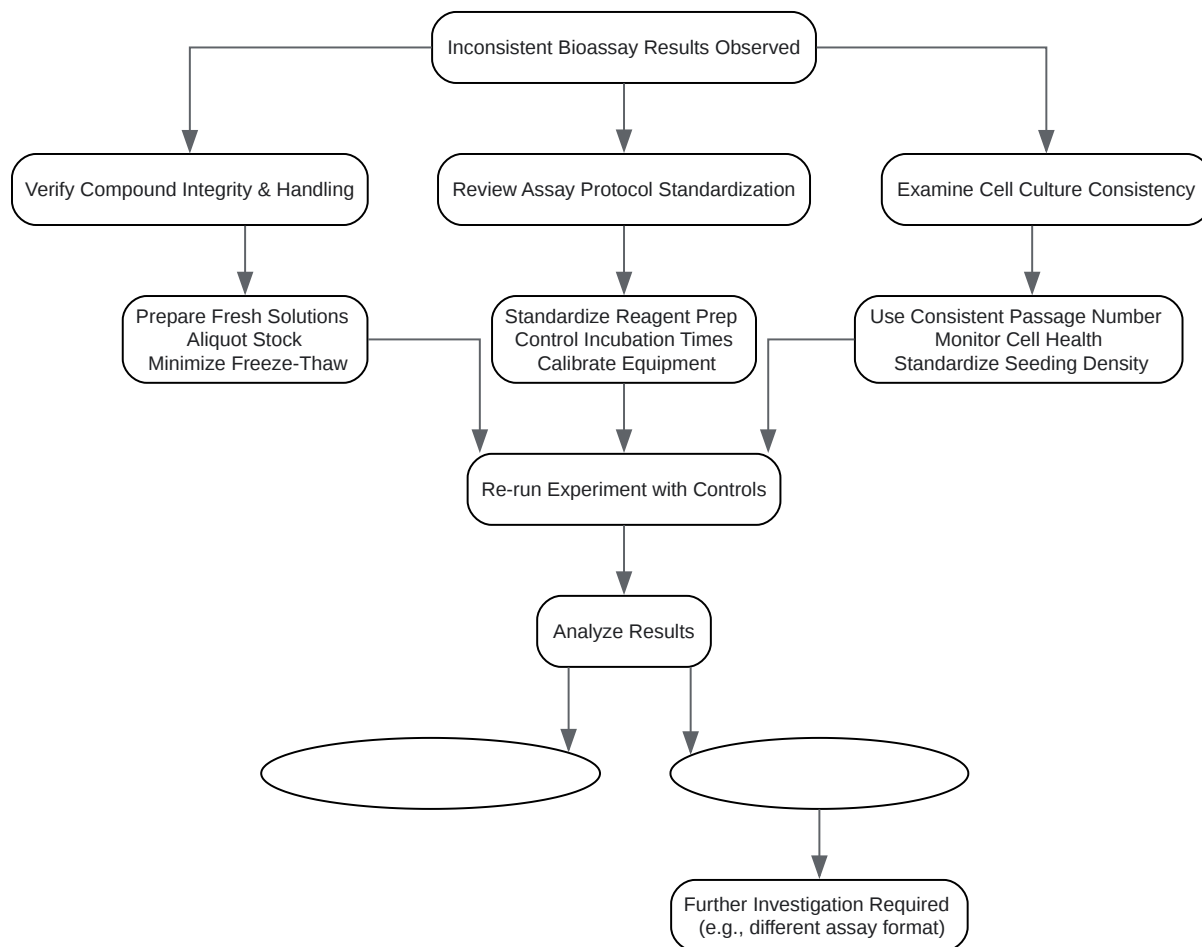 Inconsistent Bioassay Results Observed
Verify Compound Integrity & Handling
Review Assay Protocol Standardization
Examine Cell Culture Consistency
Prepare Fresh Solutions
Aliquot Stock
Minimize Freeze-Thaw
Standardize Reagent Prep
Control Incubation Times
Calibrate Equipment
Use Consistent Passage Number
Monitor Cell Health
Standardize Seeding Density
Re-run Experiment with Controls
Analyze Results
Further Investigation Required
(e.g., different assay format)